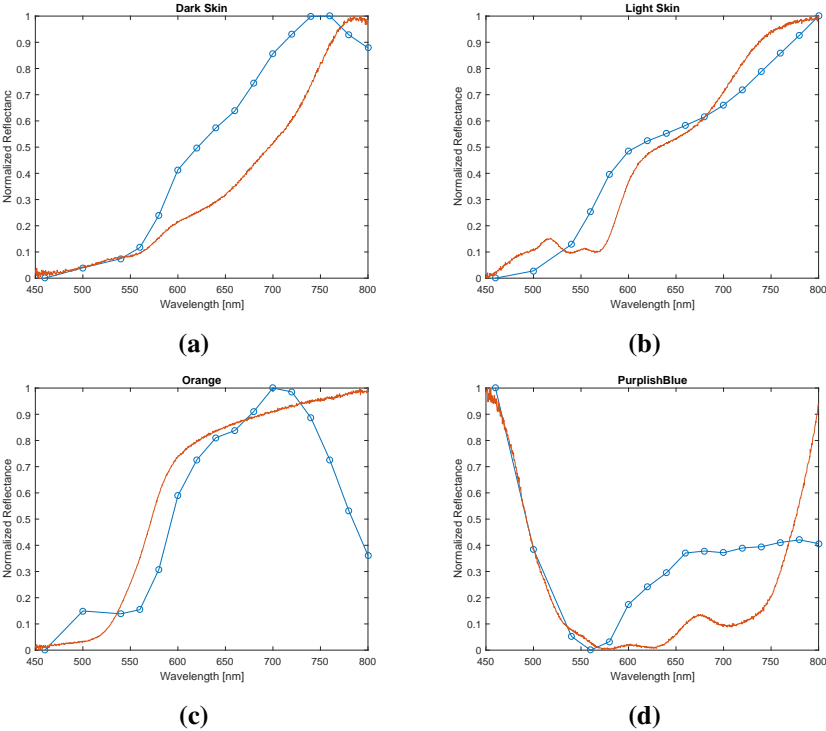 Dark Skin
1
0.9
0.8
0.7
0.6
0.5
0.4
0.3
0.2
0.1
0
Normalized Reflectanc
450 500 550 600 650 700 750 800
Wavelength [nm]
(a)
Light Skin
1
0.9
0.8
0.7
0.6
0.5
0.4
0.3
0.2
0.1
0
Normalized Reflectance
450 500 550 600 650 700 750 800
Wavelength [nm]
(b)
Orange
1
0.9
0.8
0.7
0.6
0.5
0.4
0.3
0.2
0.1
0
Normalized Reflectance
450 500 550 600 650 700 750 800
Wavelength [nm]
(c)
PurplishBlue
1
0.9
0.8
0.7
0.6
0.5
0.4
0.3
0.2
0.1
0
Normalized Reflectance
450 500 550 600 650 700 750 800
Wavelength [nm]
(d)